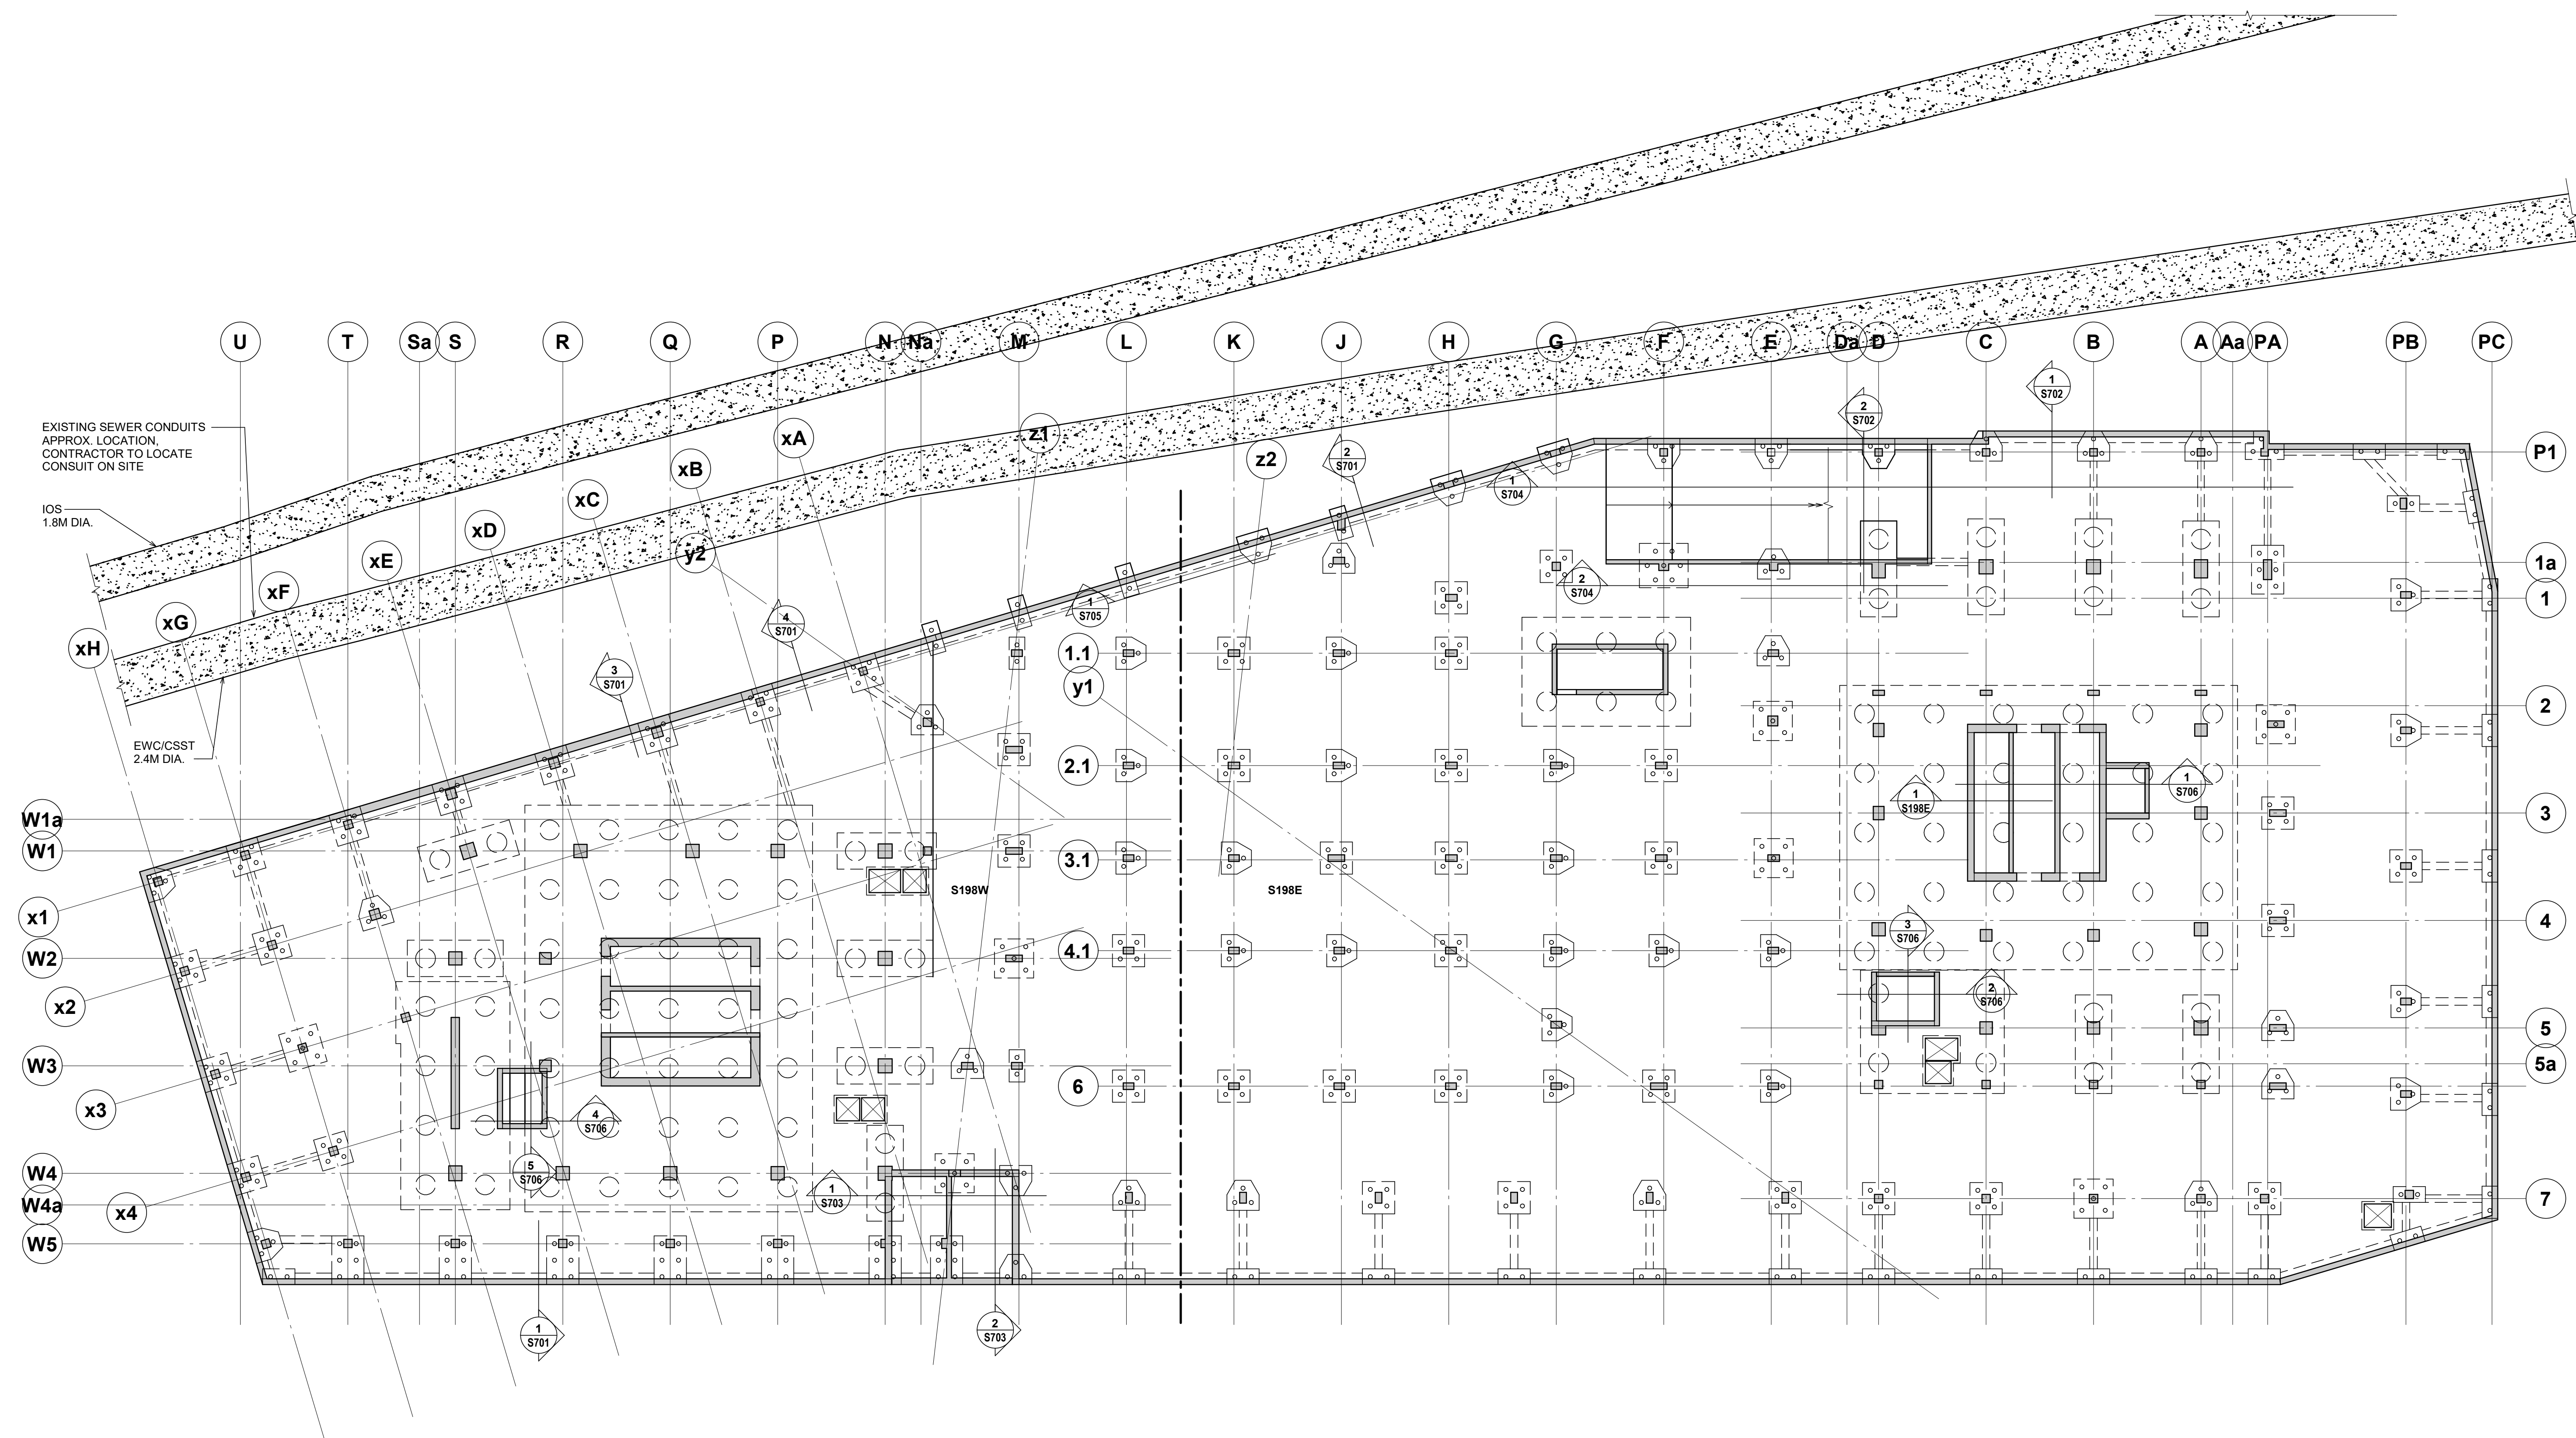 U
T
Sa
S
R
Q
P
N
Na
M
L
K
J
H
G
F
E
Da
D
C
B
A
Aa
PA
PB
PC
1
S702
2
S702
EXISTING SEWER CONDUITS
APPROX. LOCATION,
CONTRACTOR TO LOCATE
CONSUIT ON SITE
IOS
1.8M DIA.
EWC/CSST
2.4M DIA.
xH
xG
xF
xE
xD
xC
xB
xA
y2
z1
z2
y1
2
S701
1
S704
2
S704
1
S705
4
S701
3
S701
P1
1a
1
2
3
4
5
5a
7
1.1
2.1
3.1
4.1
6
W1a
W1
x1
W2
x2
W3
x3
W4
W4a
x4
W5
S198W
S198E
1
S198E
1
S706
3
S706
2
S706
4
S706
5
S706
1
S703
1
S701
2
S703